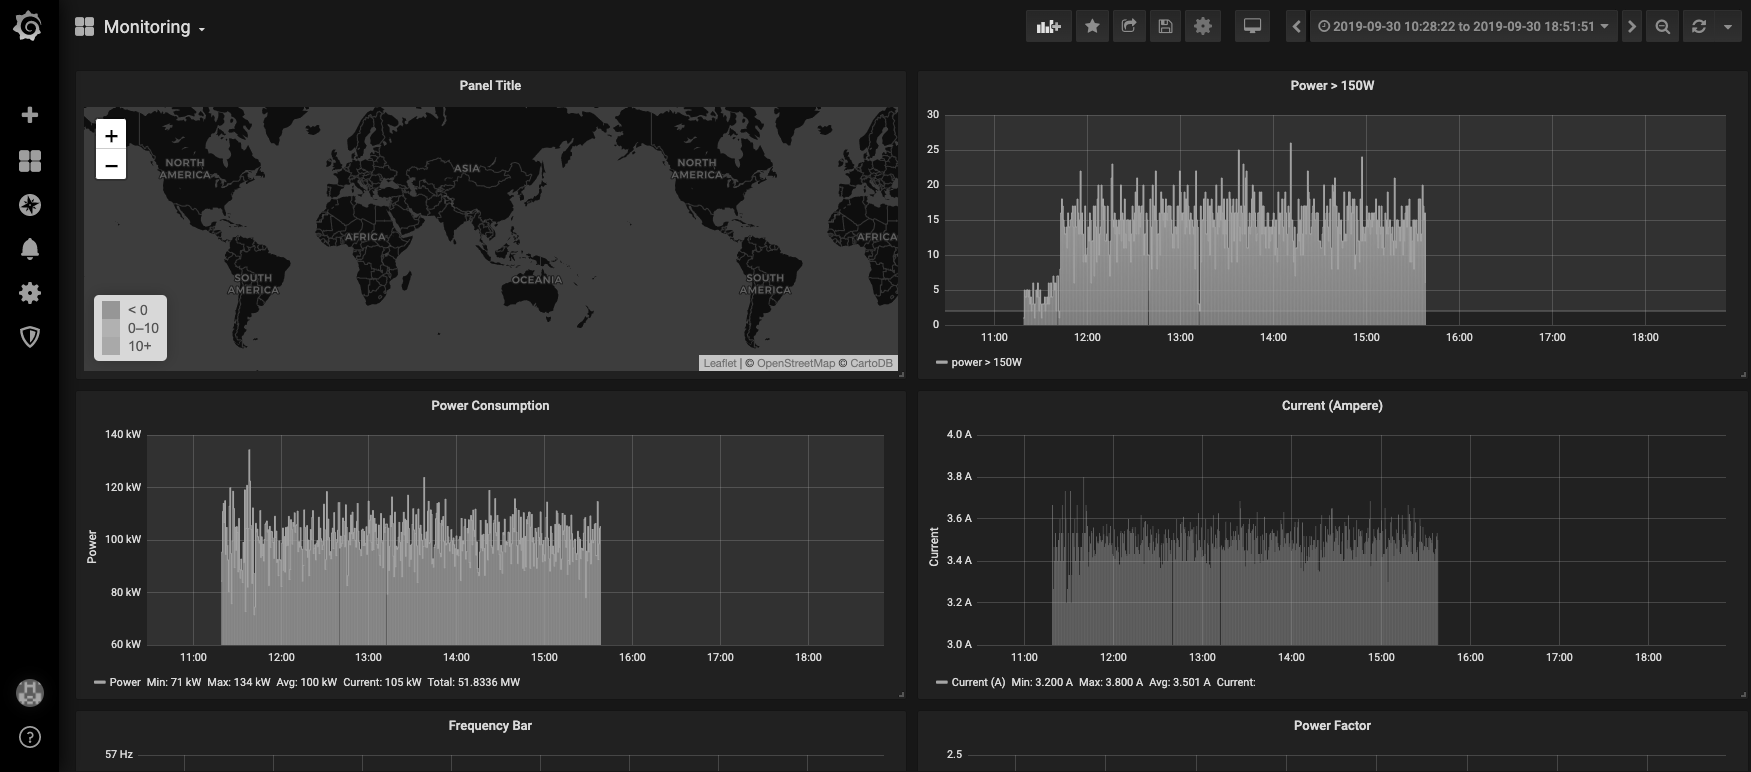 Monitoring
2019-09-30 10:28:22 to 2019-09-30 18:51:51
Panel Title
+
−
NORTH AMERICA
ASIA
NORTH AMERICA
AFRICA
AFRICA
SOUTH AMERICA
OCEANIA
SOUTH AMERICA
< 0
0–10
10+
Leaflet | © OpenStreetMap © CartoDB
Power > 150W
30
25
20
15
10
5
0
11:00 12:00 13:00 14:00 15:00 16:00 17:00 18:00
power > 150W
Power Consumption
Power
140 kW
120 kW
100 kW
80 kW
60 kW
11:00 12:00 13:00 14:00 15:00 16:00 17:00 18:00
Power Min: 71 kW Max: 134 kW Avg: 100 kW Current: 105 kW Total: 51.8336 MW
Current (Ampere)
Current
4.0 A
3.8 A
3.6 A
3.4 A
3.2 A
3.0 A
11:00 12:00 13:00 14:00 15:00 16:00 17:00 18:00
Current (A) Min: 3.200 A Max: 3.800 A Avg: 3.501 A Current:
Frequency Bar
57 Hz
Power Factor
2.5